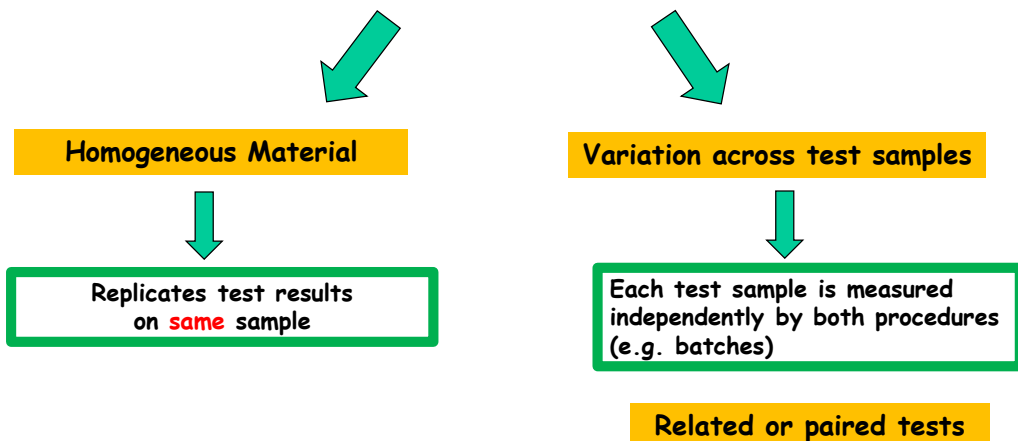 Homogeneous Material
Variation across test samples
Replicates test results
on same sample
Each test sample is measured
independently by both procedures
(e.g. batches)
Related or paired tests